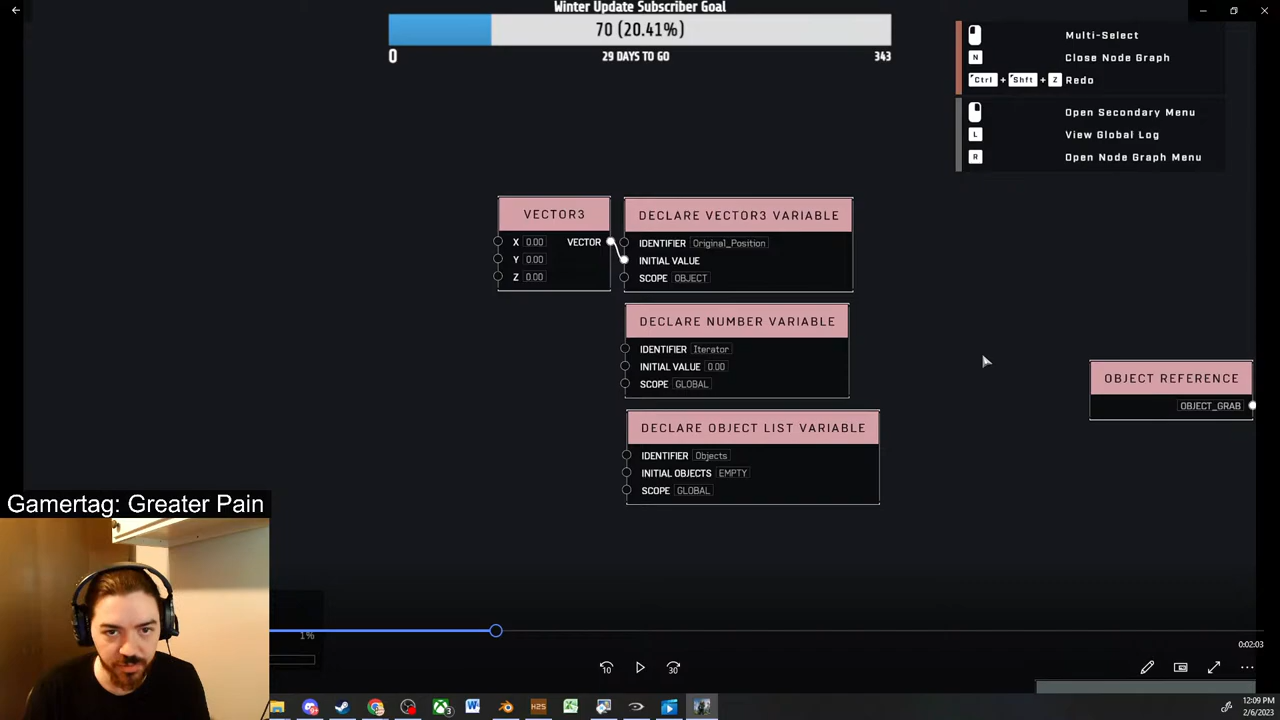 Winter Update Subscriber Goal
70 (20.41%)
0
29 DAYS TO GO
343
Multi-Select
N Close Node Graph
Ctrl + Shft + Z Redo
Open Secondary Menu
L View Global Log
R Open Node Graph Menu
VECTOR3
X 0.00 VECTOR
Y 0.00
Z 0.00
DECLARE VECTOR3 VARIABLE
IDENTIFIER Original_Position
INITIAL VALUE
SCOPE OBJECT
DECLARE NUMBER VARIABLE
IDENTIFIER Iterator
INITIAL VALUE 0.00
SCOPE GLOBAL
OBJECT REFERENCE
OBJECT_GRAB
DECLARE OBJECT LIST VARIABLE
IDENTIFIER Objects
INITIAL OBJECTS EMPTY
SCOPE GLOBAL
Gamertag: Greater Pain
1%
0:02:03
10
30
12:09 PM
2/6/2023